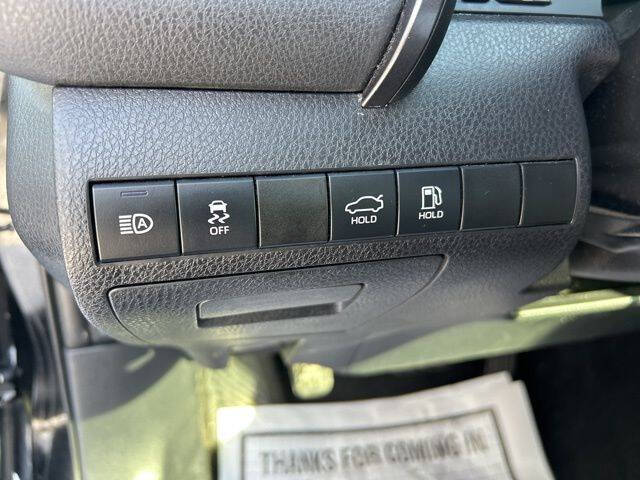 A
OFF
HOLD
HOLD
THANKS FOR COMING IN!